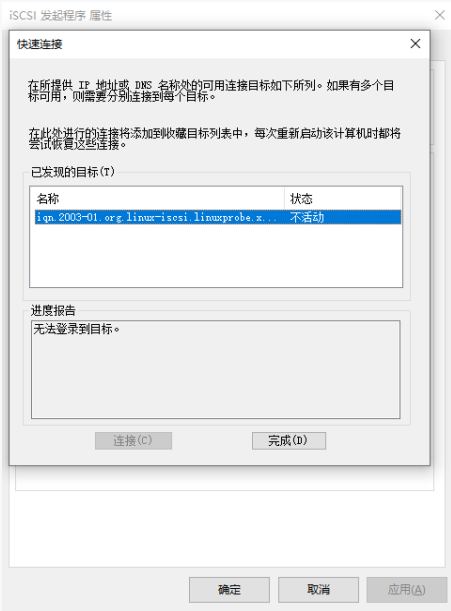 iSCSI 发起程序 属性
快速连接
在所提供 IP 地址或 DNS 名称处的可用连接目标如下所列。如果有多个目
标可用，则需要分别连接到每个目标。
在此处进行的连接将添加到收藏目标列表中，每次重新启动该计算机时都将
尝试恢复这些连接。
已发现的目标(T)
名称 状态
iqn.2003-01.org.linux-iscsi.linuxprobe.x... 不活动
进度报告
无法登录到目标。
连接(C) 完成(D)
确定 取消 应用(A)